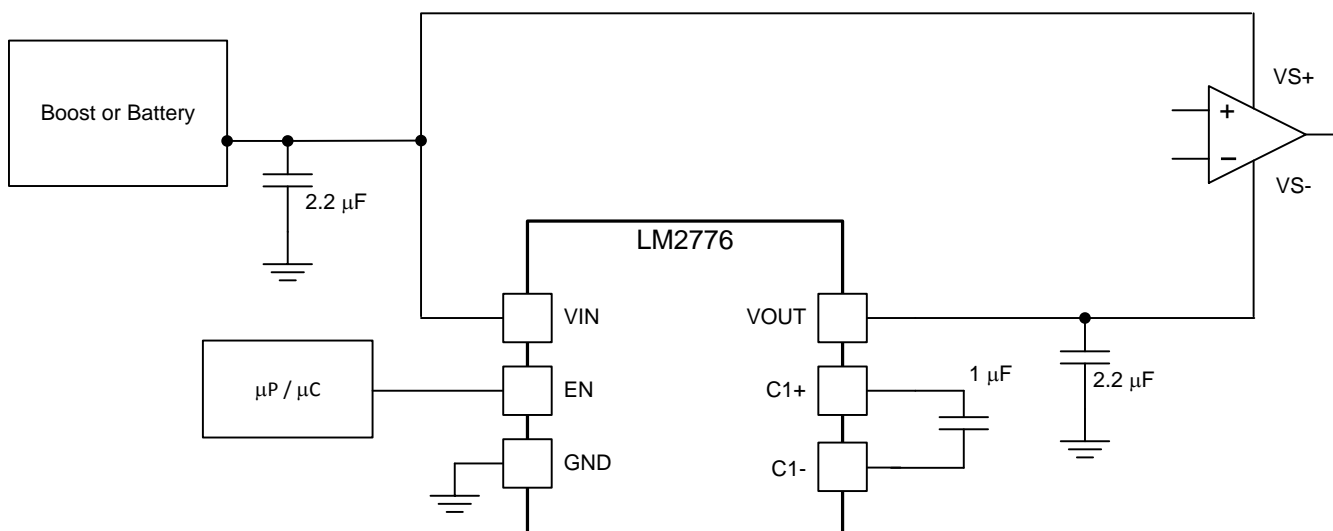 VS+
Boost or Battery
+
−
VS-
2.2 μF
LM2776
VIN
VOUT
μP / μC
EN
C1+
1 μF
2.2 μF
GND
C1-